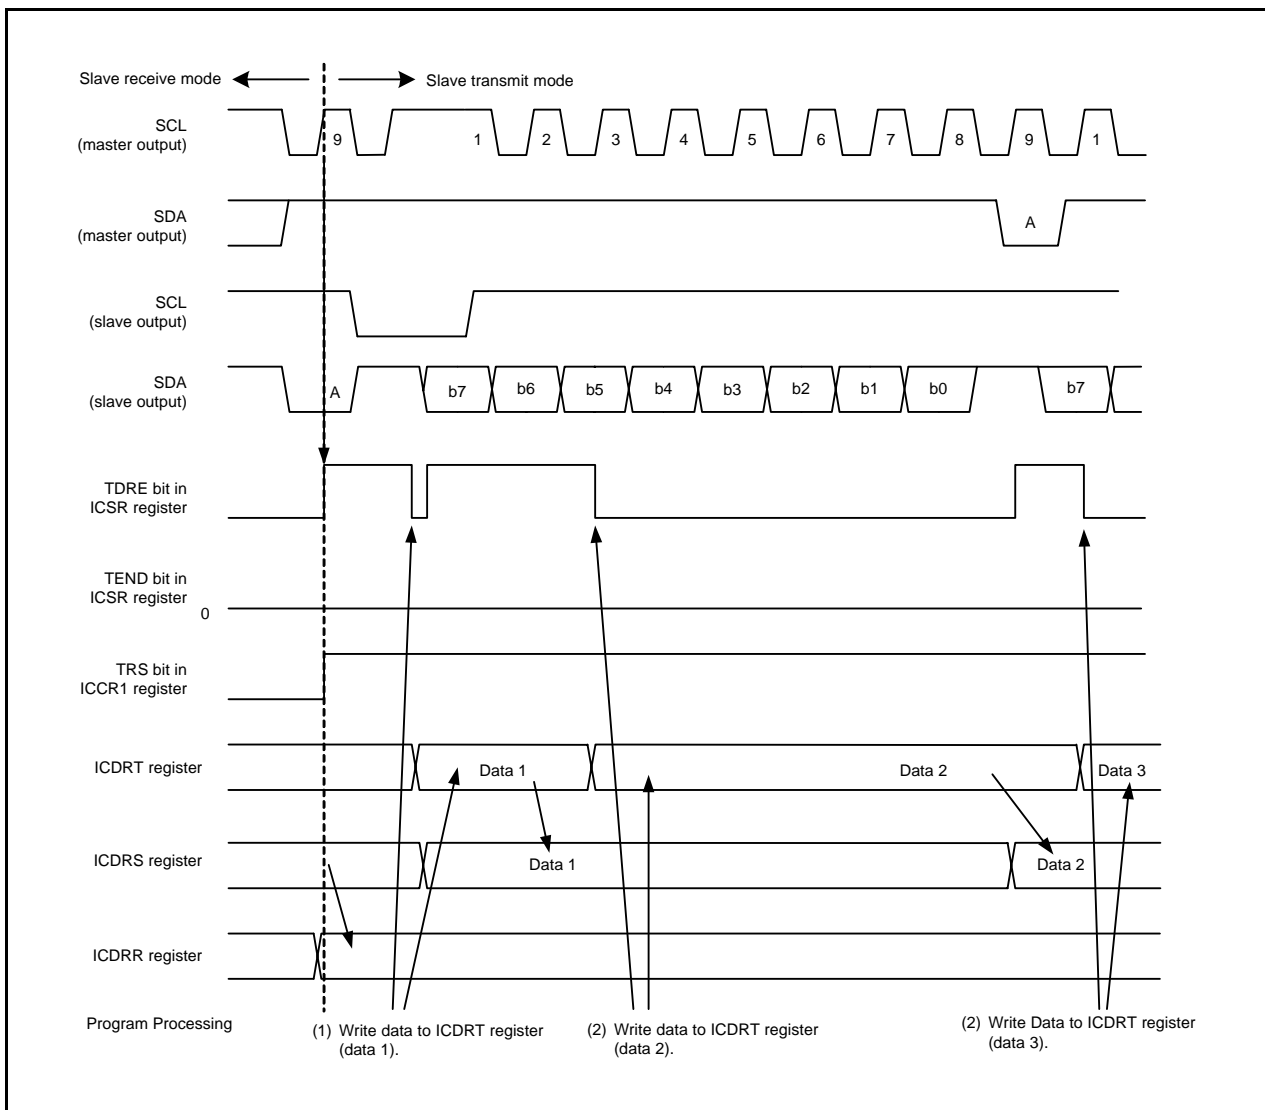 Slave receive mode
Slave transmit mode
SCL
(master output)
9 1 2 3 4 5 6 7 8 9 1
SDA
(master output)
A
SCL
(slave output)
SDA
(slave output)
A b7 b6 b5 b4 b3 b2 b1 b0 b7
TDRE bit in
ICSR register
TEND bit in
ICSR register
0
TRS bit in
ICCR1 register
ICDRT register
Data 1 Data 2 Data 3
ICDRS register
Data 1 Data 2
ICDRR register
Program Processing
(1) Write data to ICDRT register
(data 1).
(2) Write data to ICDRT register
(data 2).
(2) Write Data to ICDRT register
(data 3).